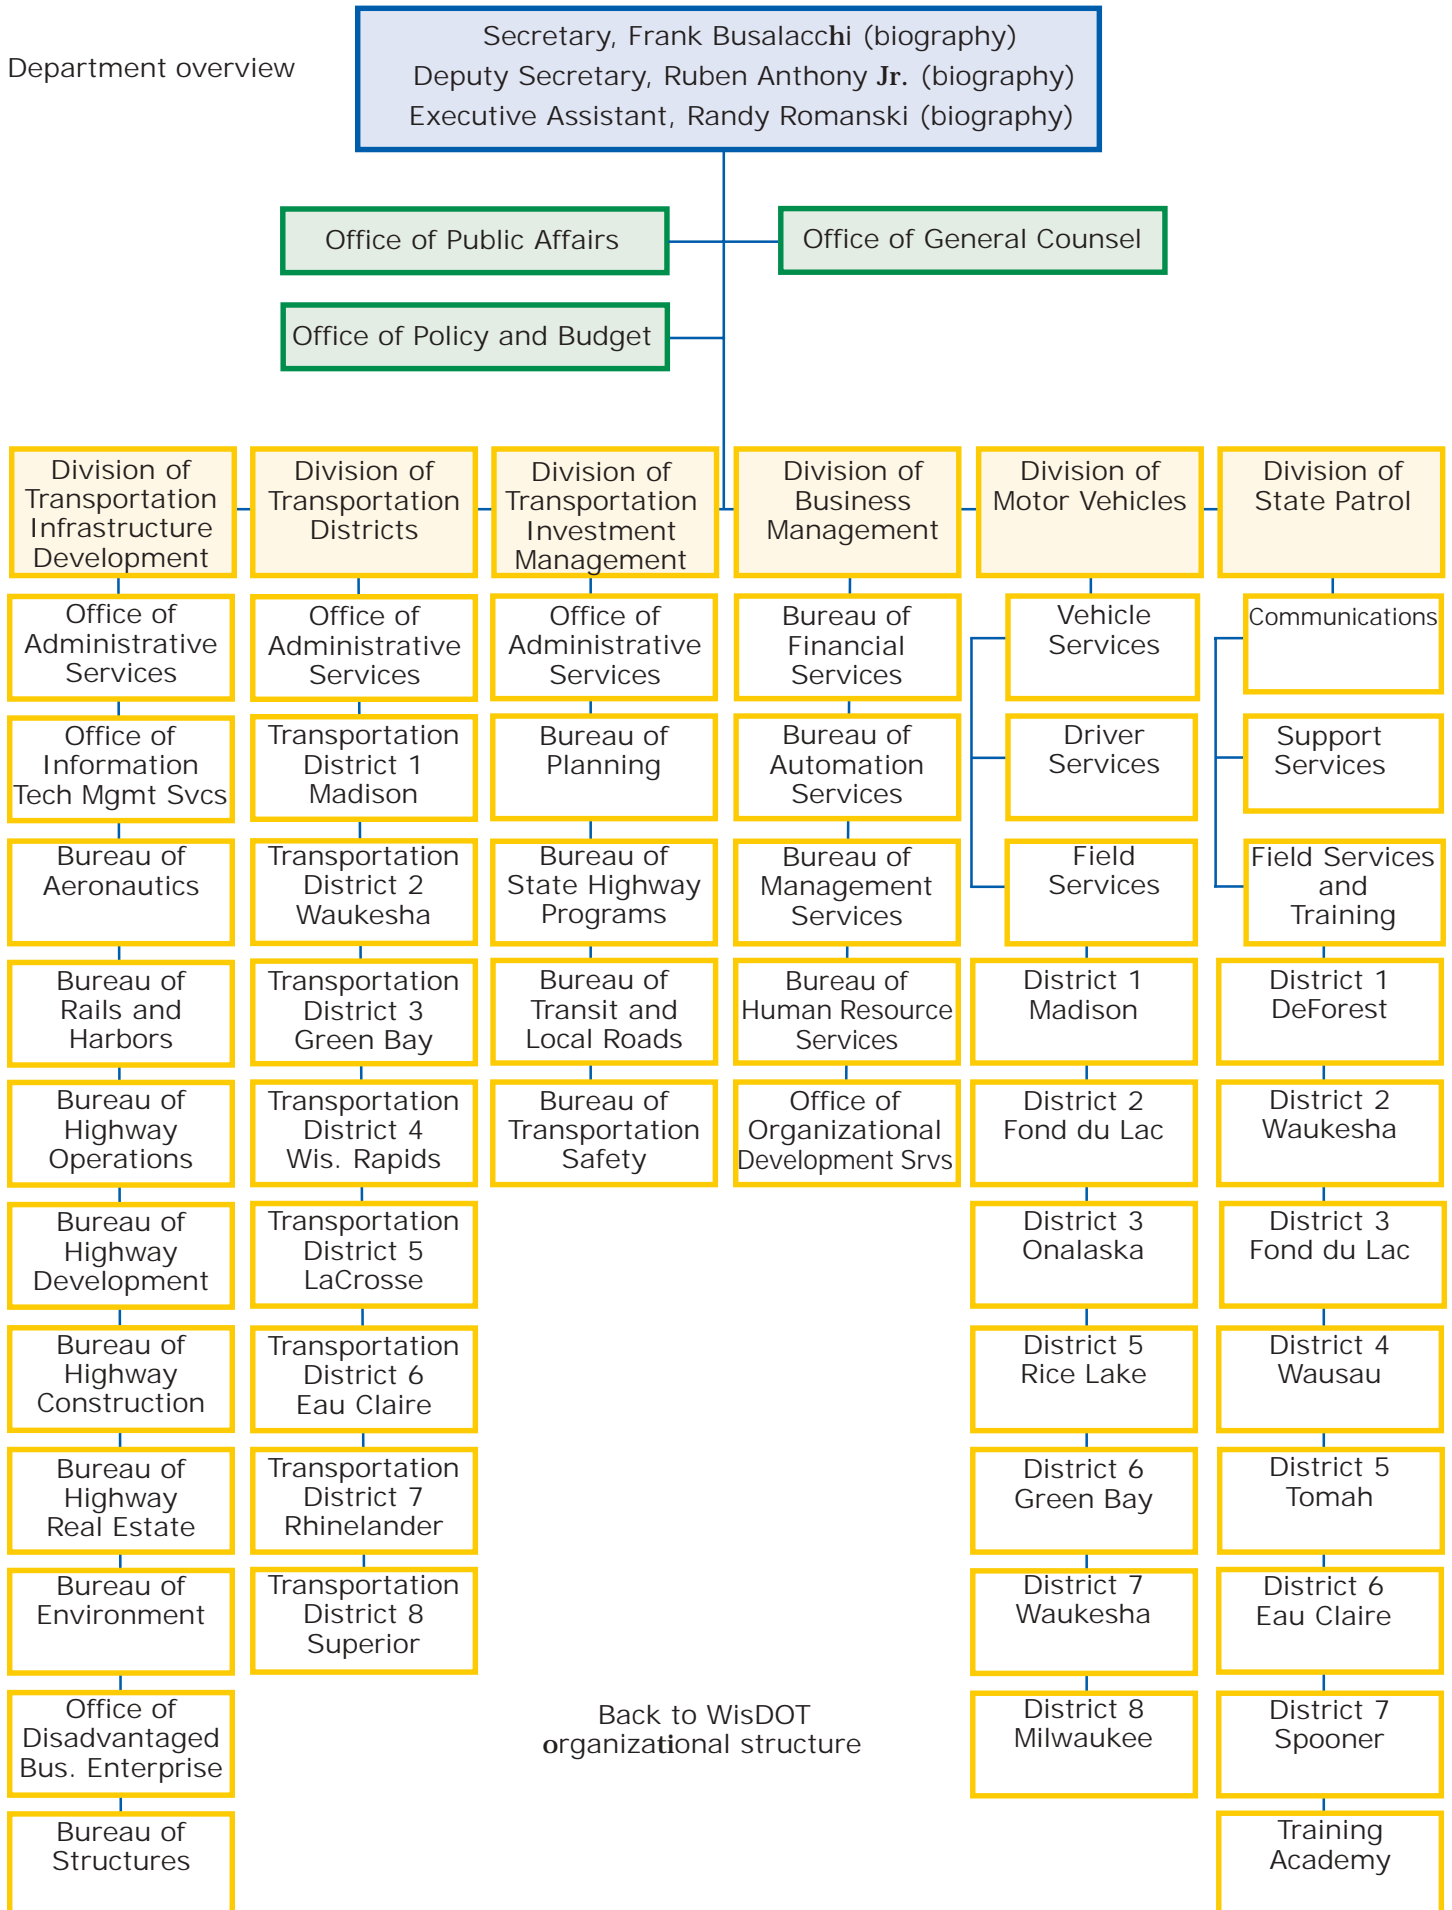 Department overview
Secretary, Frank Busalacchi (biography)
Deputy Secretary, Ruben Anthony Jr. (biography)
Executive Assistant, Randy Romanski (biography)
Office of Public Affairs
Office of General Counsel
Office of Policy and Budget
Division of
Transportation
Infrastructure
Development
Office of
Administrative
Services
Office of
Information
Tech Mgmt Svcs
Bureau of
Aeronautics
Bureau of
Rails and
Harbors
Bureau of
Highway
Operations
Bureau of
Highway
Development
Bureau of
Highway
Construction
Bureau of
Highway
Real Estate
Bureau of
Environment
Office of
Disadvantaged
Bus. Enterprise
Bureau of
Structures
Division of
Transportation
Districts
Office of
Administrative
Services
Transportation
District 1
Madison
Transportation
District 2
Waukesha
Transportation
District 3
Green Bay
Transportation
District 4
Wis. Rapids
Transportation
District 5
LaCrosse
Transportation
District 6
Eau Claire
Transportation
District 7
Rhinelander
Transportation
District 8
Superior
Division of
Transportation
Investment
Management
Office of
Administrative
Services
Bureau of
Planning
Bureau of
State Highway
Programs
Bureau of
Transit and
Local Roads
Bureau of
Transportation
Safety
Division of
Business
Management
Bureau of
Financial
Services
Bureau of
Automation
Services
Bureau of
Management
Services
Bureau of
Human Resource
Services
Office of
Organizational
Development Srvs
Division of
Motor Vehicles
Vehicle
Services
Driver
Services
Field
Services
District 1
Madison
District 2
Fond du Lac
District 3
Onalaska
District 5
Rice Lake
District 6
Green Bay
District 7
Waukesha
District 8
Milwaukee
Division of
State Patrol
Communications
Support
Services
Field Services
and
Training
District 1
DeForest
District 2
Waukesha
District 3
Fond du Lac
District 4
Wausau
District 5
Tomah
District 6
Eau Claire
District 7
Spooner
Training
Academy
Back to WisDOT
organizational structure